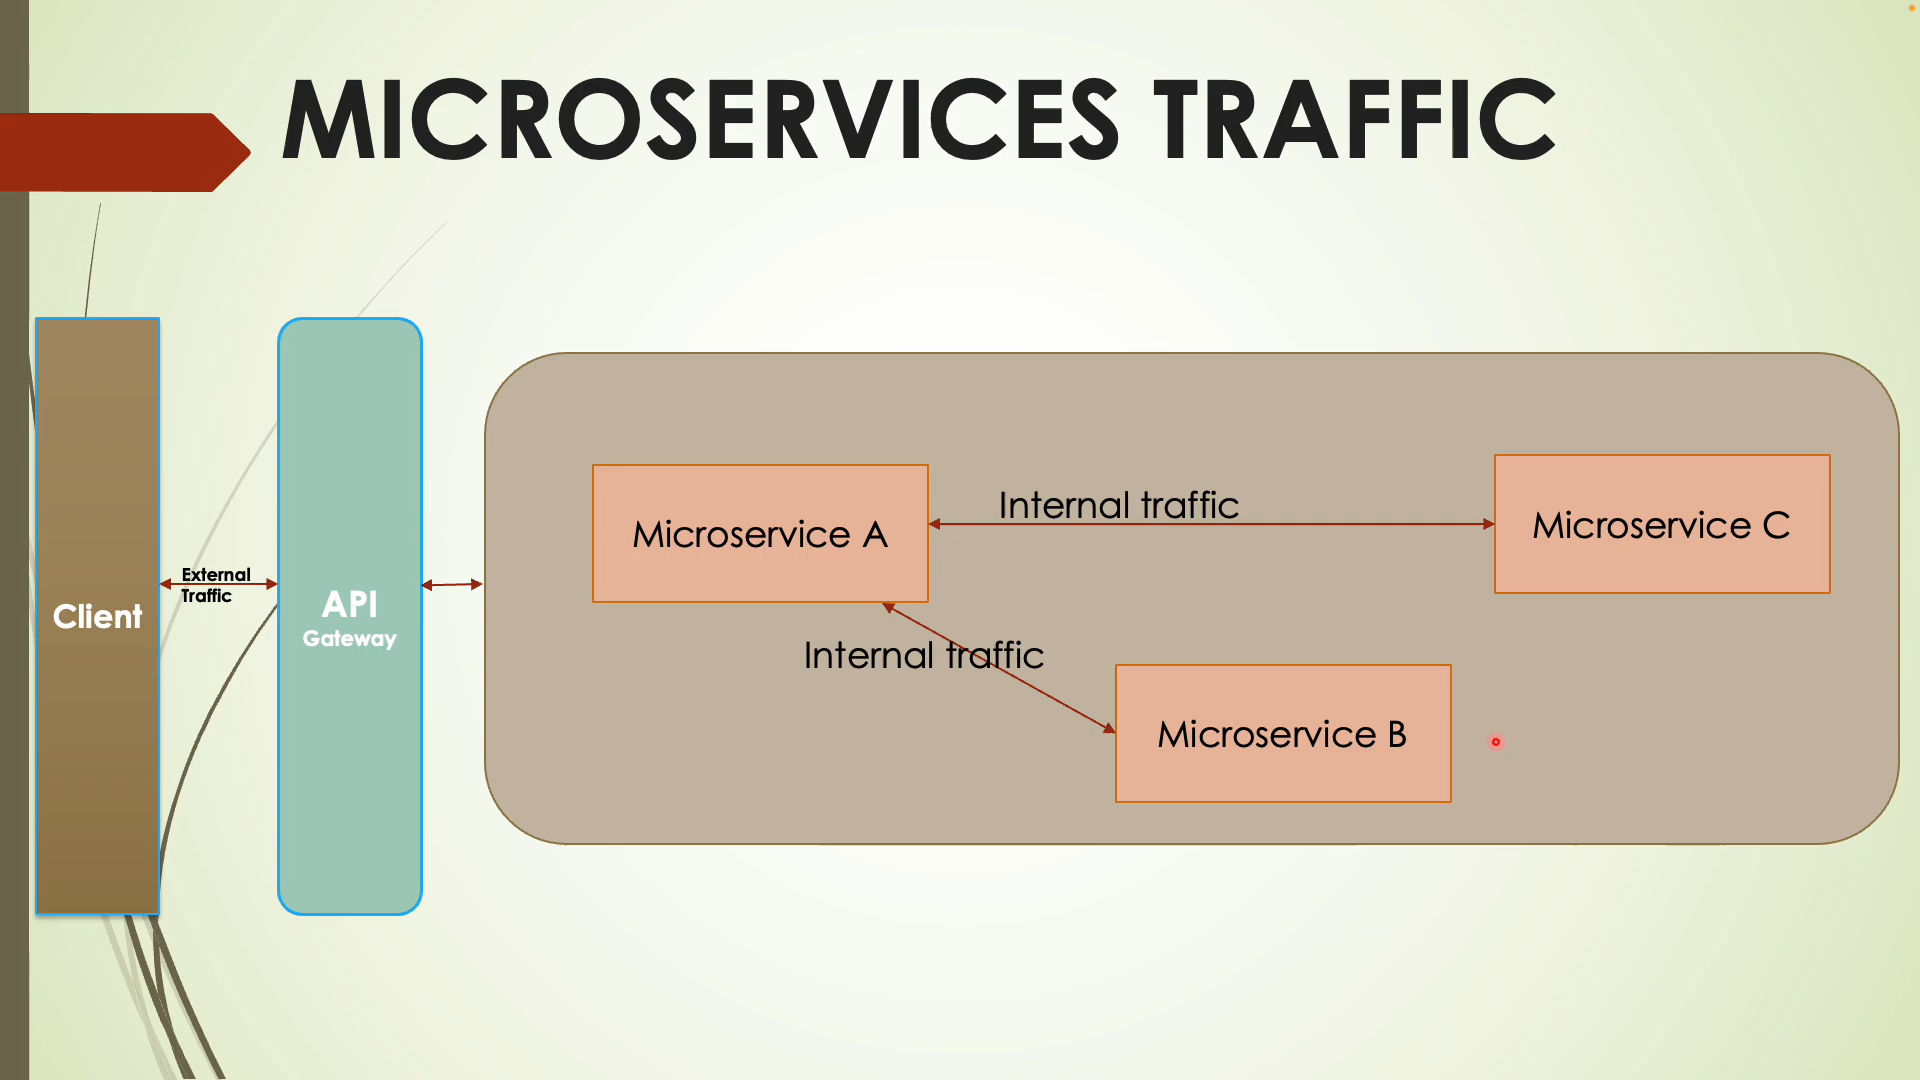 MICROSERVICES TRAFFIC
Client
External
Traffic
API
Gateway
Microservice A
Internal traffic
Microservice C
Internal traffic
Microservice B